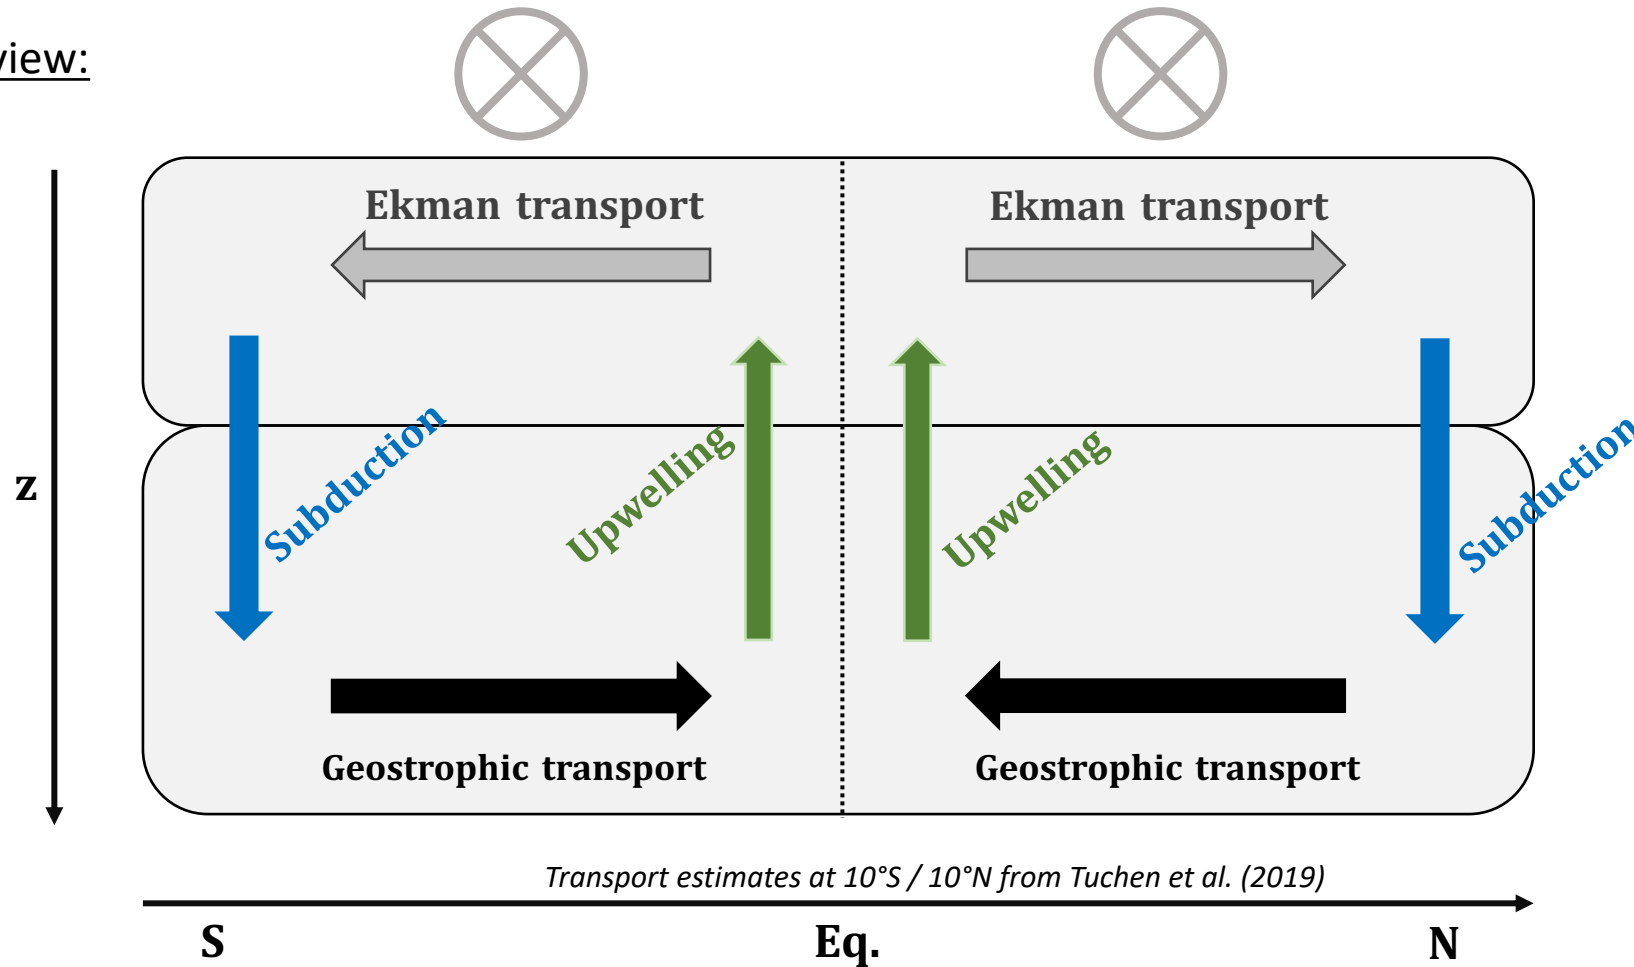 view:
Ekman transport
Ekman transport
z
Subduction
Upwelling
Upwelling
Subduction
Geostrophic transport
Geostrophic transport
Transport estimates at 10°S / 10°N from Tuchen et al. (2019)
S
Eq.
N